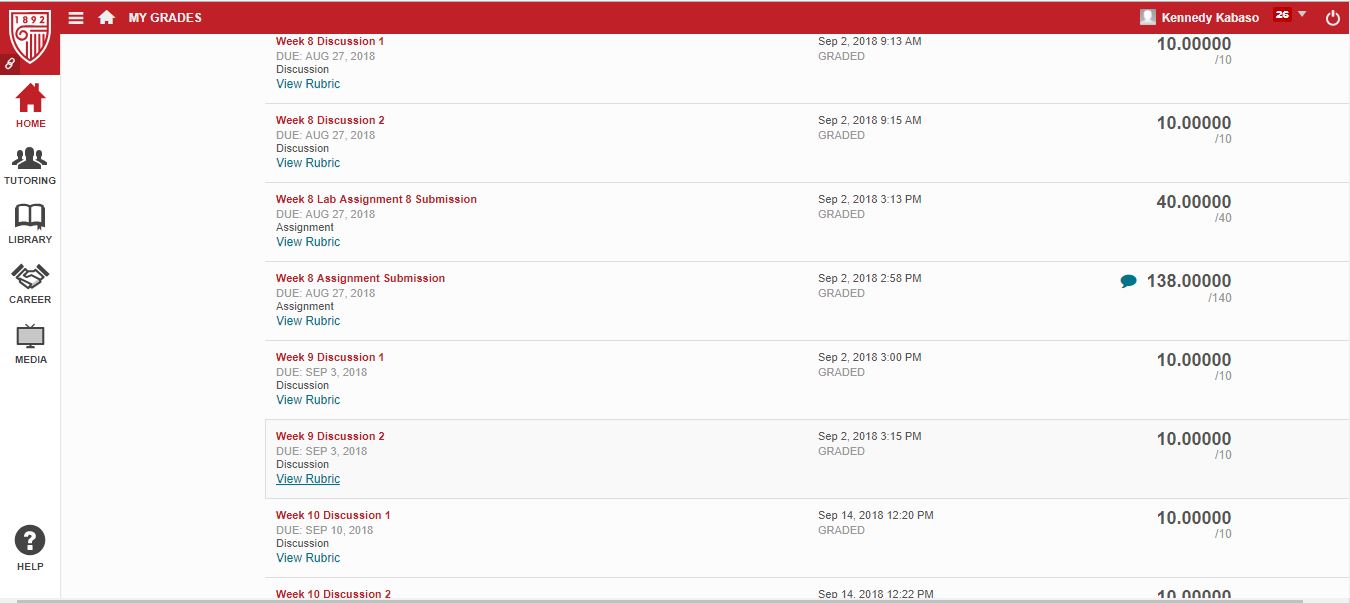 1892
MY GRADES
Kennedy Kabaso
26
HOME
TUTORING
LIBRARY
CAREER
MEDIA
? HELP
Week 8 Discussion 1
Sep 2, 2018 9:13 AM
10.00000
DUE: AUG 27, 2018
GRADED
/10
Discussion
View Rubric
Week 8 Discussion 2
Sep 2, 2018 9:15 AM
10.00000
DUE: AUG 27, 2018
GRADED
/10
Discussion
View Rubric
Week 8 Lab Assignment 8 Submission
Sep 2, 2018 3:13 PM
40.00000
DUE: AUG 27, 2018
GRADED
/40
Assignment
View Rubric
Week 8 Assignment Submission
Sep 2, 2018 2:58 PM
138.00000
DUE: AUG 27, 2018
GRADED
/140
Assignment
View Rubric
Week 9 Discussion 1
Sep 2, 2018 3:00 PM
10.00000
DUE: SEP 3, 2018
GRADED
/10
Discussion
View Rubric
Week 9 Discussion 2
Sep 2, 2018 3:15 PM
10.00000
DUE: SEP 3, 2018
GRADED
/10
Discussion
View Rubric
Week 10 Discussion 1
Sep 14, 2018 12:20 PM
10.00000
DUE: SEP 10, 2018
GRADED
/10
Discussion
View Rubric
Week 10 Discussion 2
Sep 14, 2018 12:22 PM
10.00000